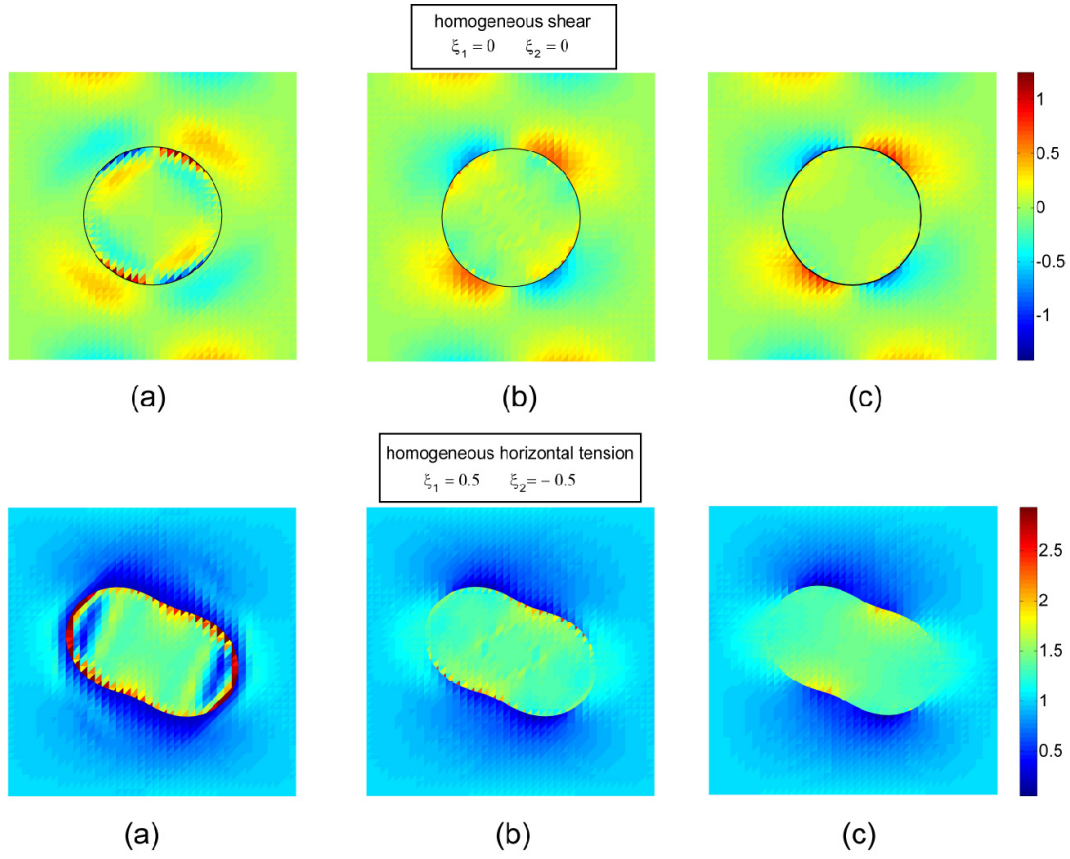 homogeneous shear
ξ1 = 0 ξ2 = 0
1
0.5
0
-0.5
-1
(a) (b) (c)
homogeneous horizontal tension
ξ1 = 0.5 ξ2= − 0.5
2.5
2
1.5
1
0.5
(a) (b) (c)